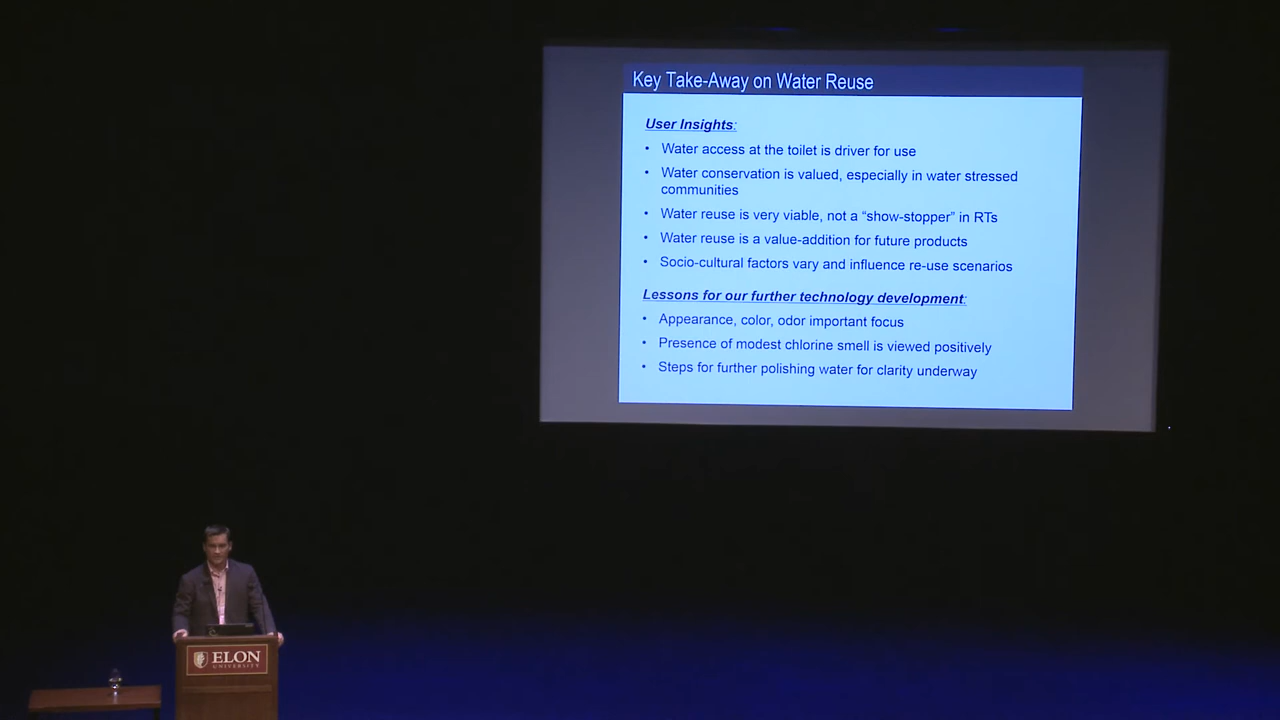 Key Take-Away on Water Reuse
User Insights:
• Water access at the toilet is driver for use
• Water conservation is valued, especially in water stressed
communities
• Water reuse is very viable, not a “show-stopper” in RTs
• Water reuse is a value-addition for future products
• Socio-cultural factors vary and influence re-use scenarios
Lessons for our further technology development:
• Appearance, color, odor important focus
• Presence of modest chlorine smell is viewed positively
• Steps for further polishing water for clarity underway
ELON
UNIVERSITY